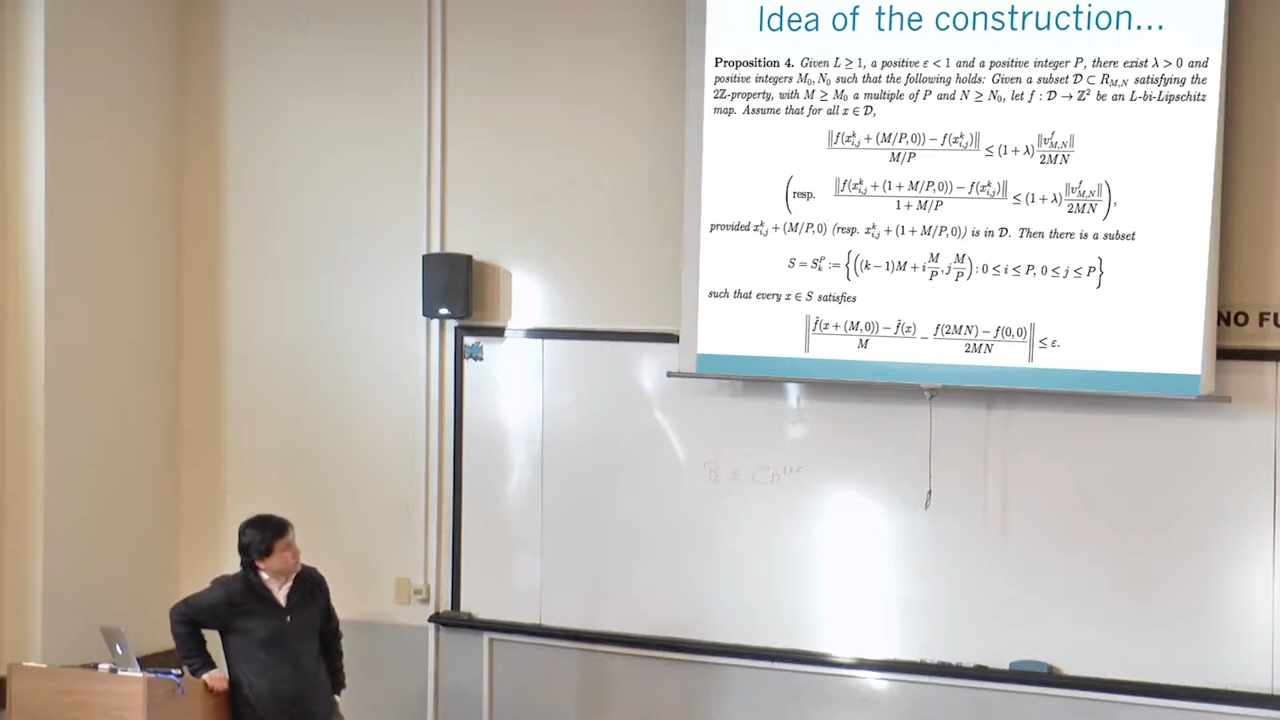 Idea of the construction...
Proposition 4. Given L ≥ 1, a positive ε < 1 and a positive integer P, there exist λ > 0 and
positive integers M₀, N₀ such that the following holds: Given a subset 𝒟 ⊂ R_{M,N} satisfying the
2ℤ-property, with M ≥ M₀ a multiple of P and N ≥ N₀, let f : 𝒟 → ℤ² be an L-bi-Lipschitz
map. Assume that for all x ∈ 𝒟,
‖f(x^k_{i,j} + (M/P, 0)) − f(x^k_{i,j})‖ / M/P ≤ (1 + λ) ‖v^f_{M,N}‖ / 2MN
(resp. ‖f(x^k_{i,j} + (1 + M/P, 0)) − f(x^k_{i,j})‖ / 1 + M/P ≤ (1 + λ) ‖v^f_{M,N}‖ / 2MN),
provided x^k_{i,j} + (M/P, 0) (resp. x^k_{i,j} + (1 + M/P, 0)) is in 𝒟. Then there is a subset
S = S^P_k := {((k − 1)M + i M/P, j M/P) : 0 ≤ i ≤ P, 0 ≤ j ≤ P}
such that every x ∈ S satisfies
‖ f̂(x + (M, 0)) − f̂(x) / M − f(2MN) − f(0, 0) / 2MN ‖ ≤ ε.
NO FU